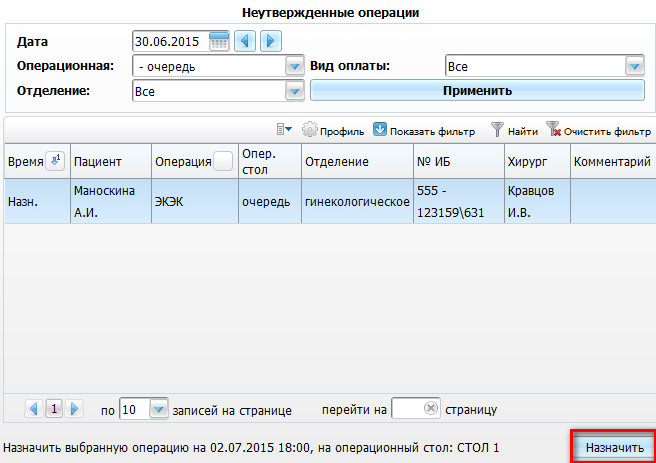 Неутвержденные операции
Дата 30.06.2015
Операционная: - очередь Вид оплаты: Все
Отделение: Все Применить
Профиль Показать фильтр Найти Очистить фильтр
Время Пациент Операция Опер. стол Отделение № ИБ Хирург Комментарий
Назн. Маноскина А.И. ЭКЭК очередь гинекологическое 555 - 123159\631 Кравцов И.В.
1 по 10 записей на странице перейти на страницу
Назначить выбранную операцию на 02.07.2015 18:00, на операционный стол: СТОЛ 1 Назначить